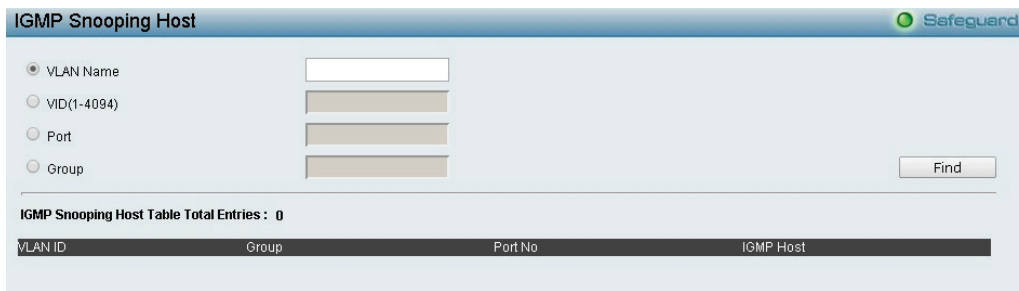 IGMP Snooping Host Safeguard
VLAN Name
VID(1-4094)
Port
Group Find
IGMP Snooping Host Table Total Entries : 0
VLAN ID Group Port No IGMP Host